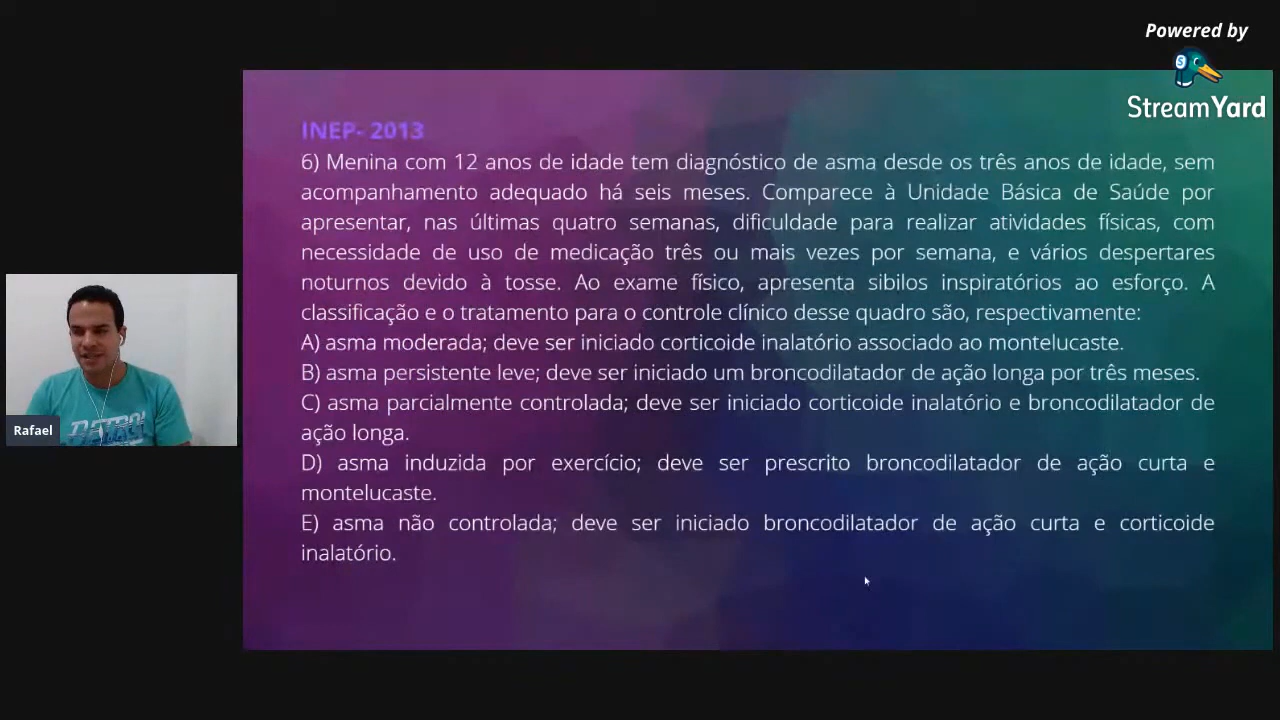 Powered by
StreamYard
INEP- 2013
6) Menina com 12 anos de idade tem diagnóstico de asma desde os três anos de idade, sem
acompanhamento adequado há seis meses. Comparece à Unidade Básica de Saúde por
apresentar, nas últimas quatro semanas, dificuldade para realizar atividades físicas, com
necessidade de uso de medicação três ou mais vezes por semana, e vários despertares
noturnos devido à tosse. Ao exame físico, apresenta sibilos inspiratórios ao esforço. A
classificação e o tratamento para o controle clínico desse quadro são, respectivamente:
A) asma moderada; deve ser iniciado corticoide inalatório associado ao montelucaste.
B) asma persistente leve; deve ser iniciado um broncodilatador de ação longa por três meses.
C) asma parcialmente controlada; deve ser iniciado corticoide inalatório e broncodilatador de
ação longa.
D) asma induzida por exercício; deve ser prescrito broncodilatador de ação curta e
montelucaste.
E) asma não controlada; deve ser iniciado broncodilatador de ação curta e corticoide
inalatório.
Rafael